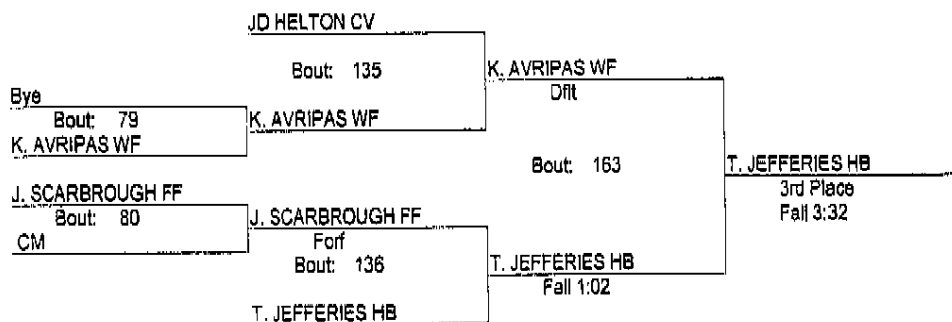 JD HELTON CV
Bout: 135
K. AVRIPAS WF
Dflt
Bye
Bout: 79
K. AVRIPAS WF
K. AVRIPAS WF
Bout: 163
T. JEFFERIES HB
3rd Place
Fall 3:32
J. SCARBROUGH FF
Bout: 80
CM
J. SCARBROUGH FF
Forf
Bout: 136
T. JEFFERIES HB
Fall 1:02
T. JEFFERIES HB